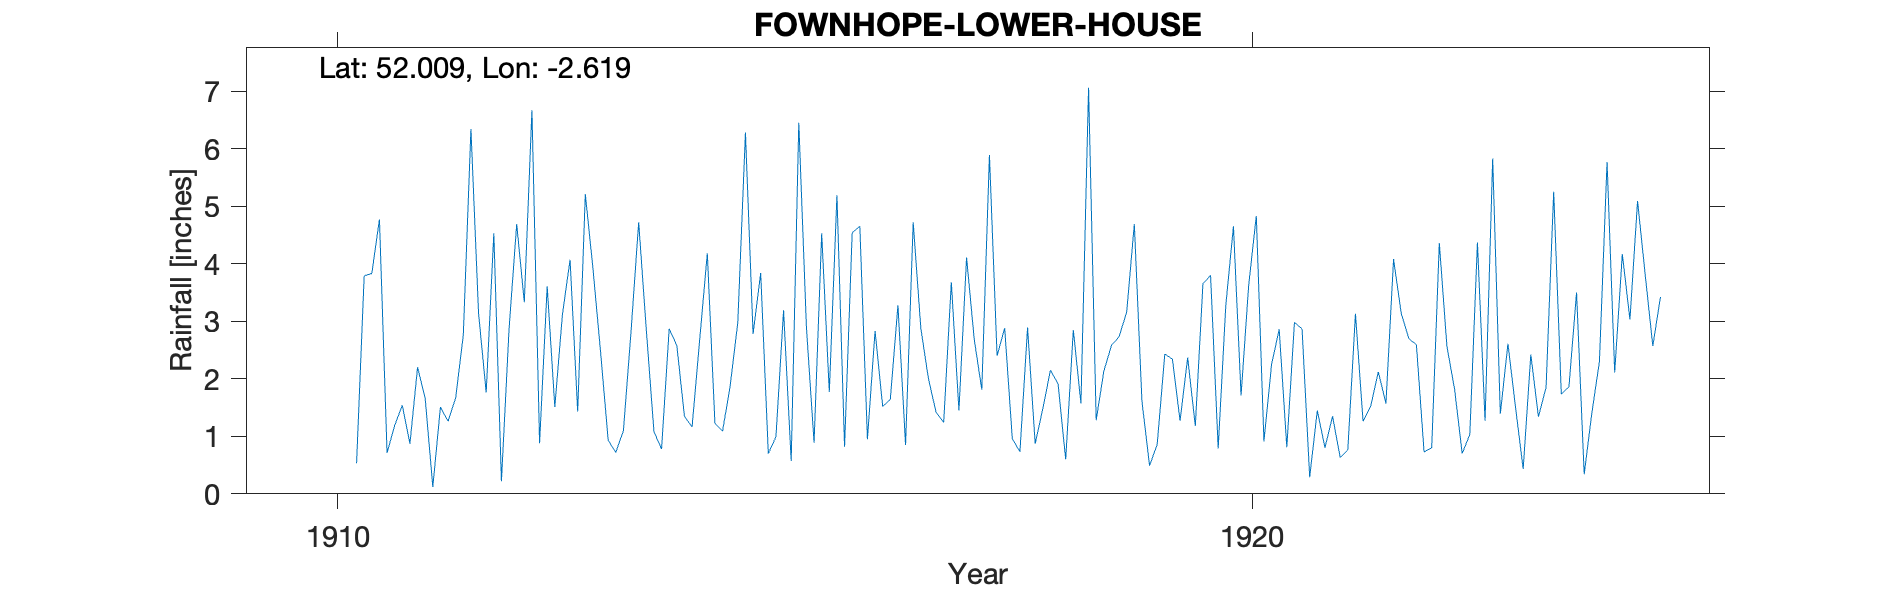 FOWNHOPE-LOWER-HOUSE
Lat: 52.009, Lon: -2.619
7
6
5
4
3
2
1
0
Rainfall [inches]
1910 1920
Year